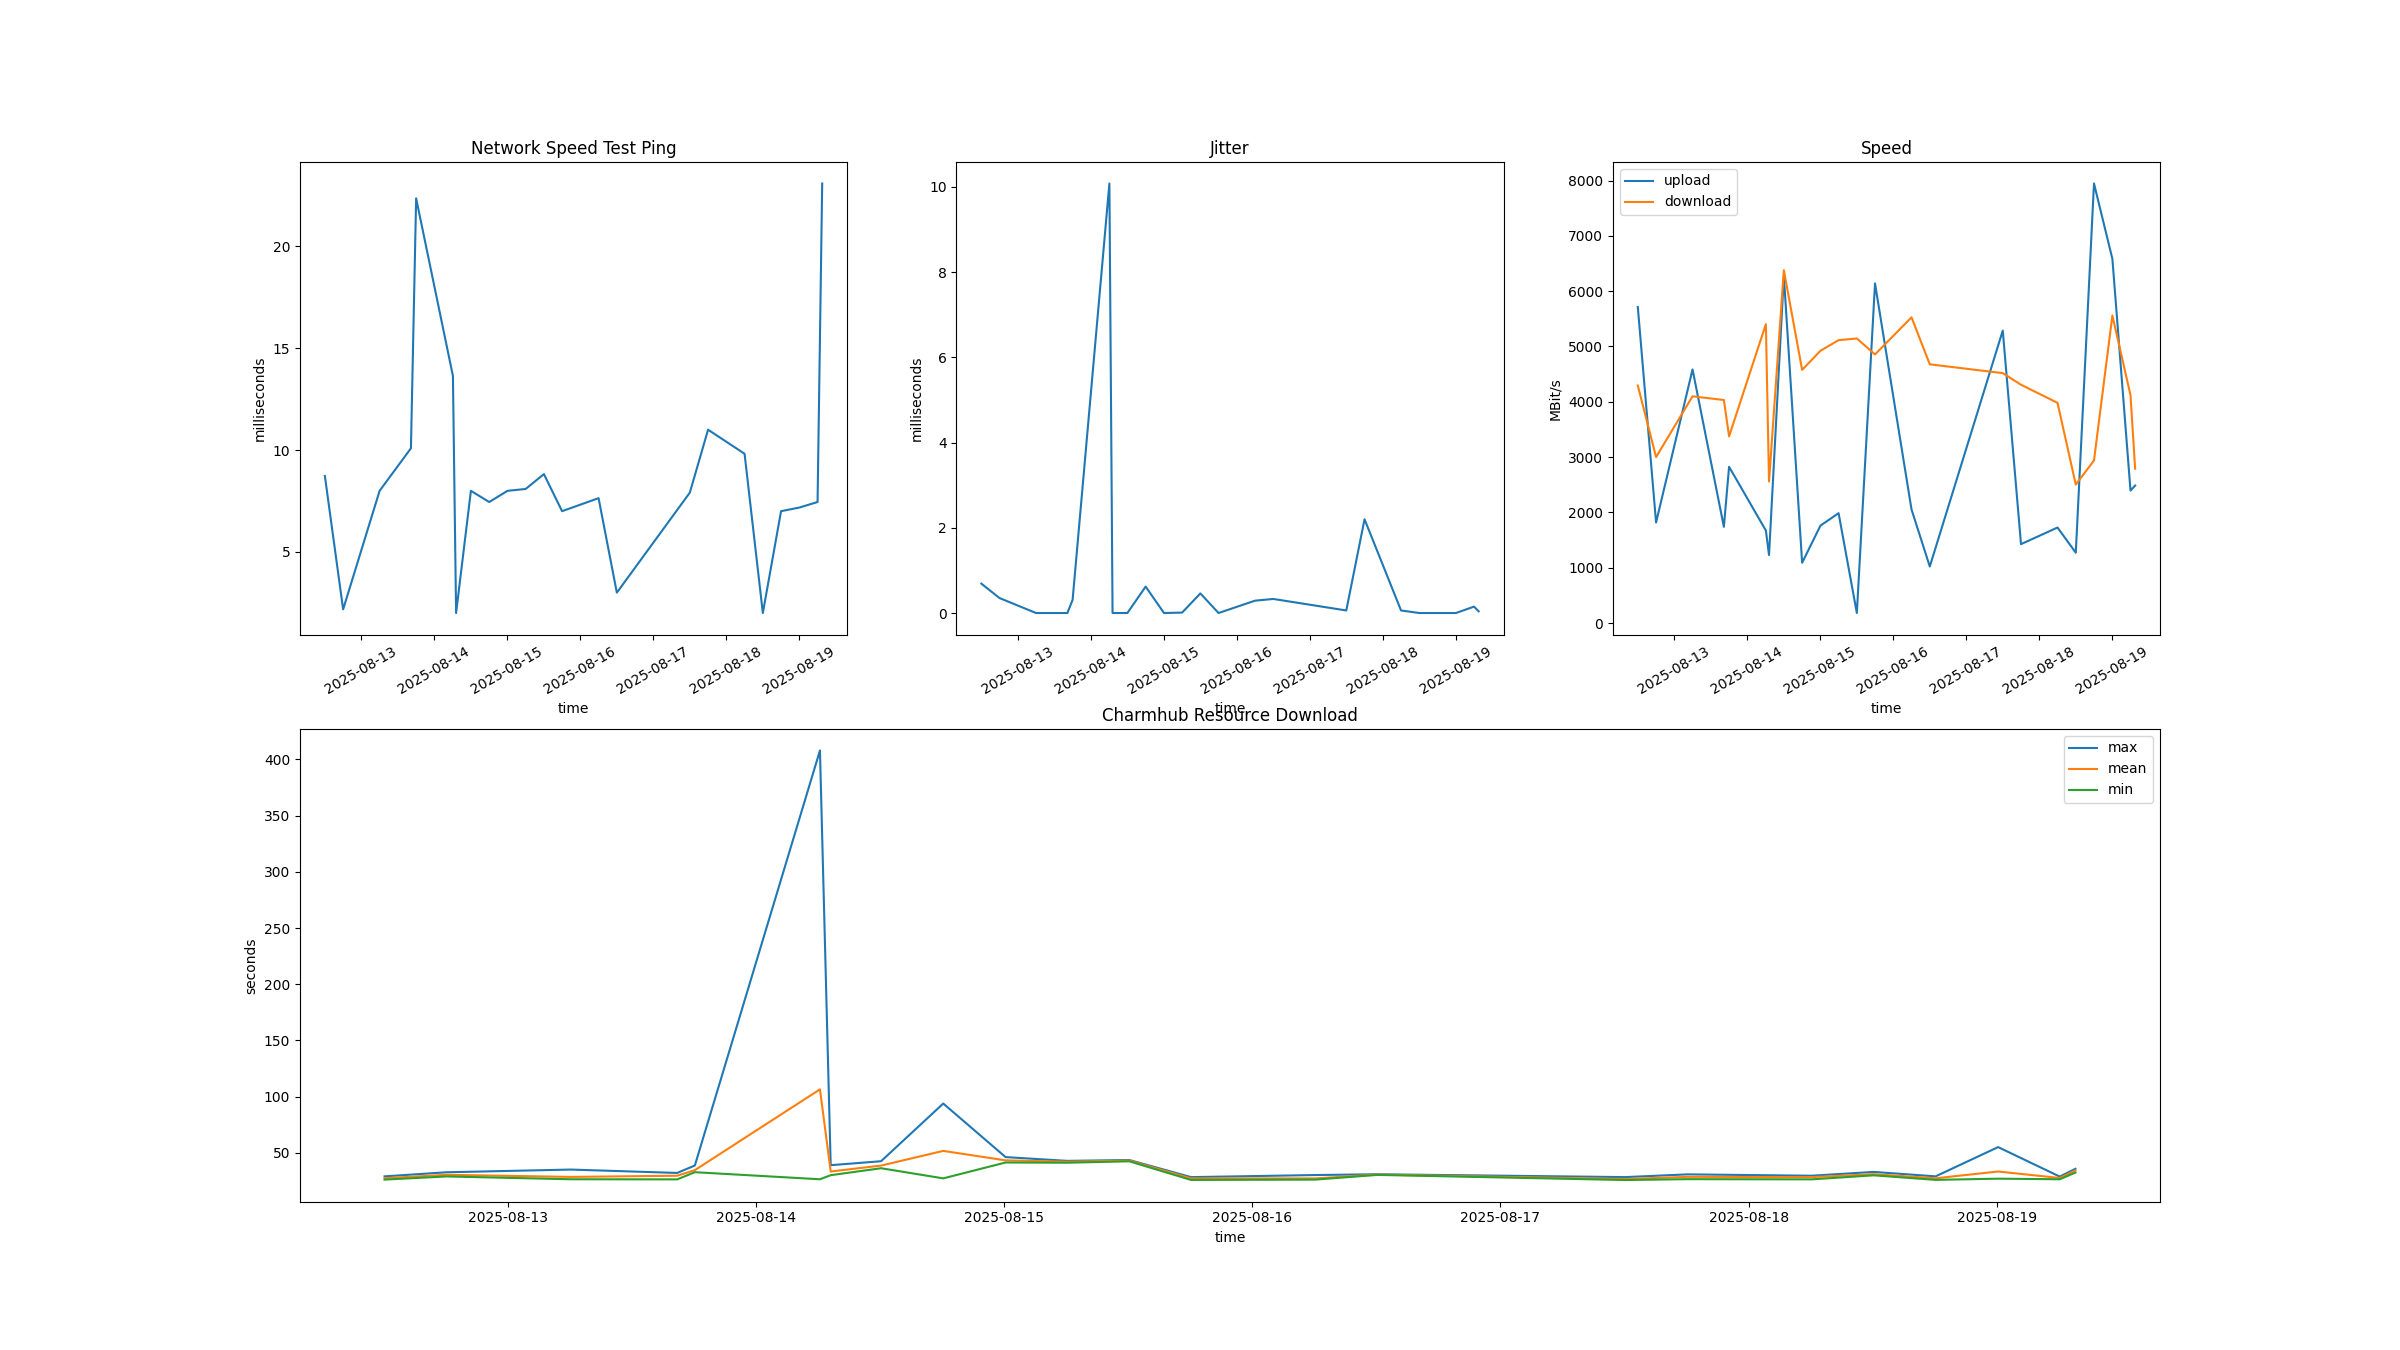 Network Speed Test Ping
milliseconds
20
15
10
5
2025-08-13 2025-08-14 2025-08-15 2025-08-16 2025-08-17 2025-08-18 2025-08-19
time
Jitter
milliseconds
10
8
6
4
2
0
2025-08-13 2025-08-14 2025-08-15 2025-08-16 2025-08-17 2025-08-18 2025-08-19
time
Speed
upload
download
MBit/s
8000
7000
6000
5000
4000
3000
2000
1000
0
2025-08-13 2025-08-14 2025-08-15 2025-08-16 2025-08-17 2025-08-18 2025-08-19
time
Charmhub Resource Download
max
mean
min
seconds
400
350
300
250
200
150
100
50
2025-08-13 2025-08-14 2025-08-15 2025-08-16 2025-08-17 2025-08-18 2025-08-19
time